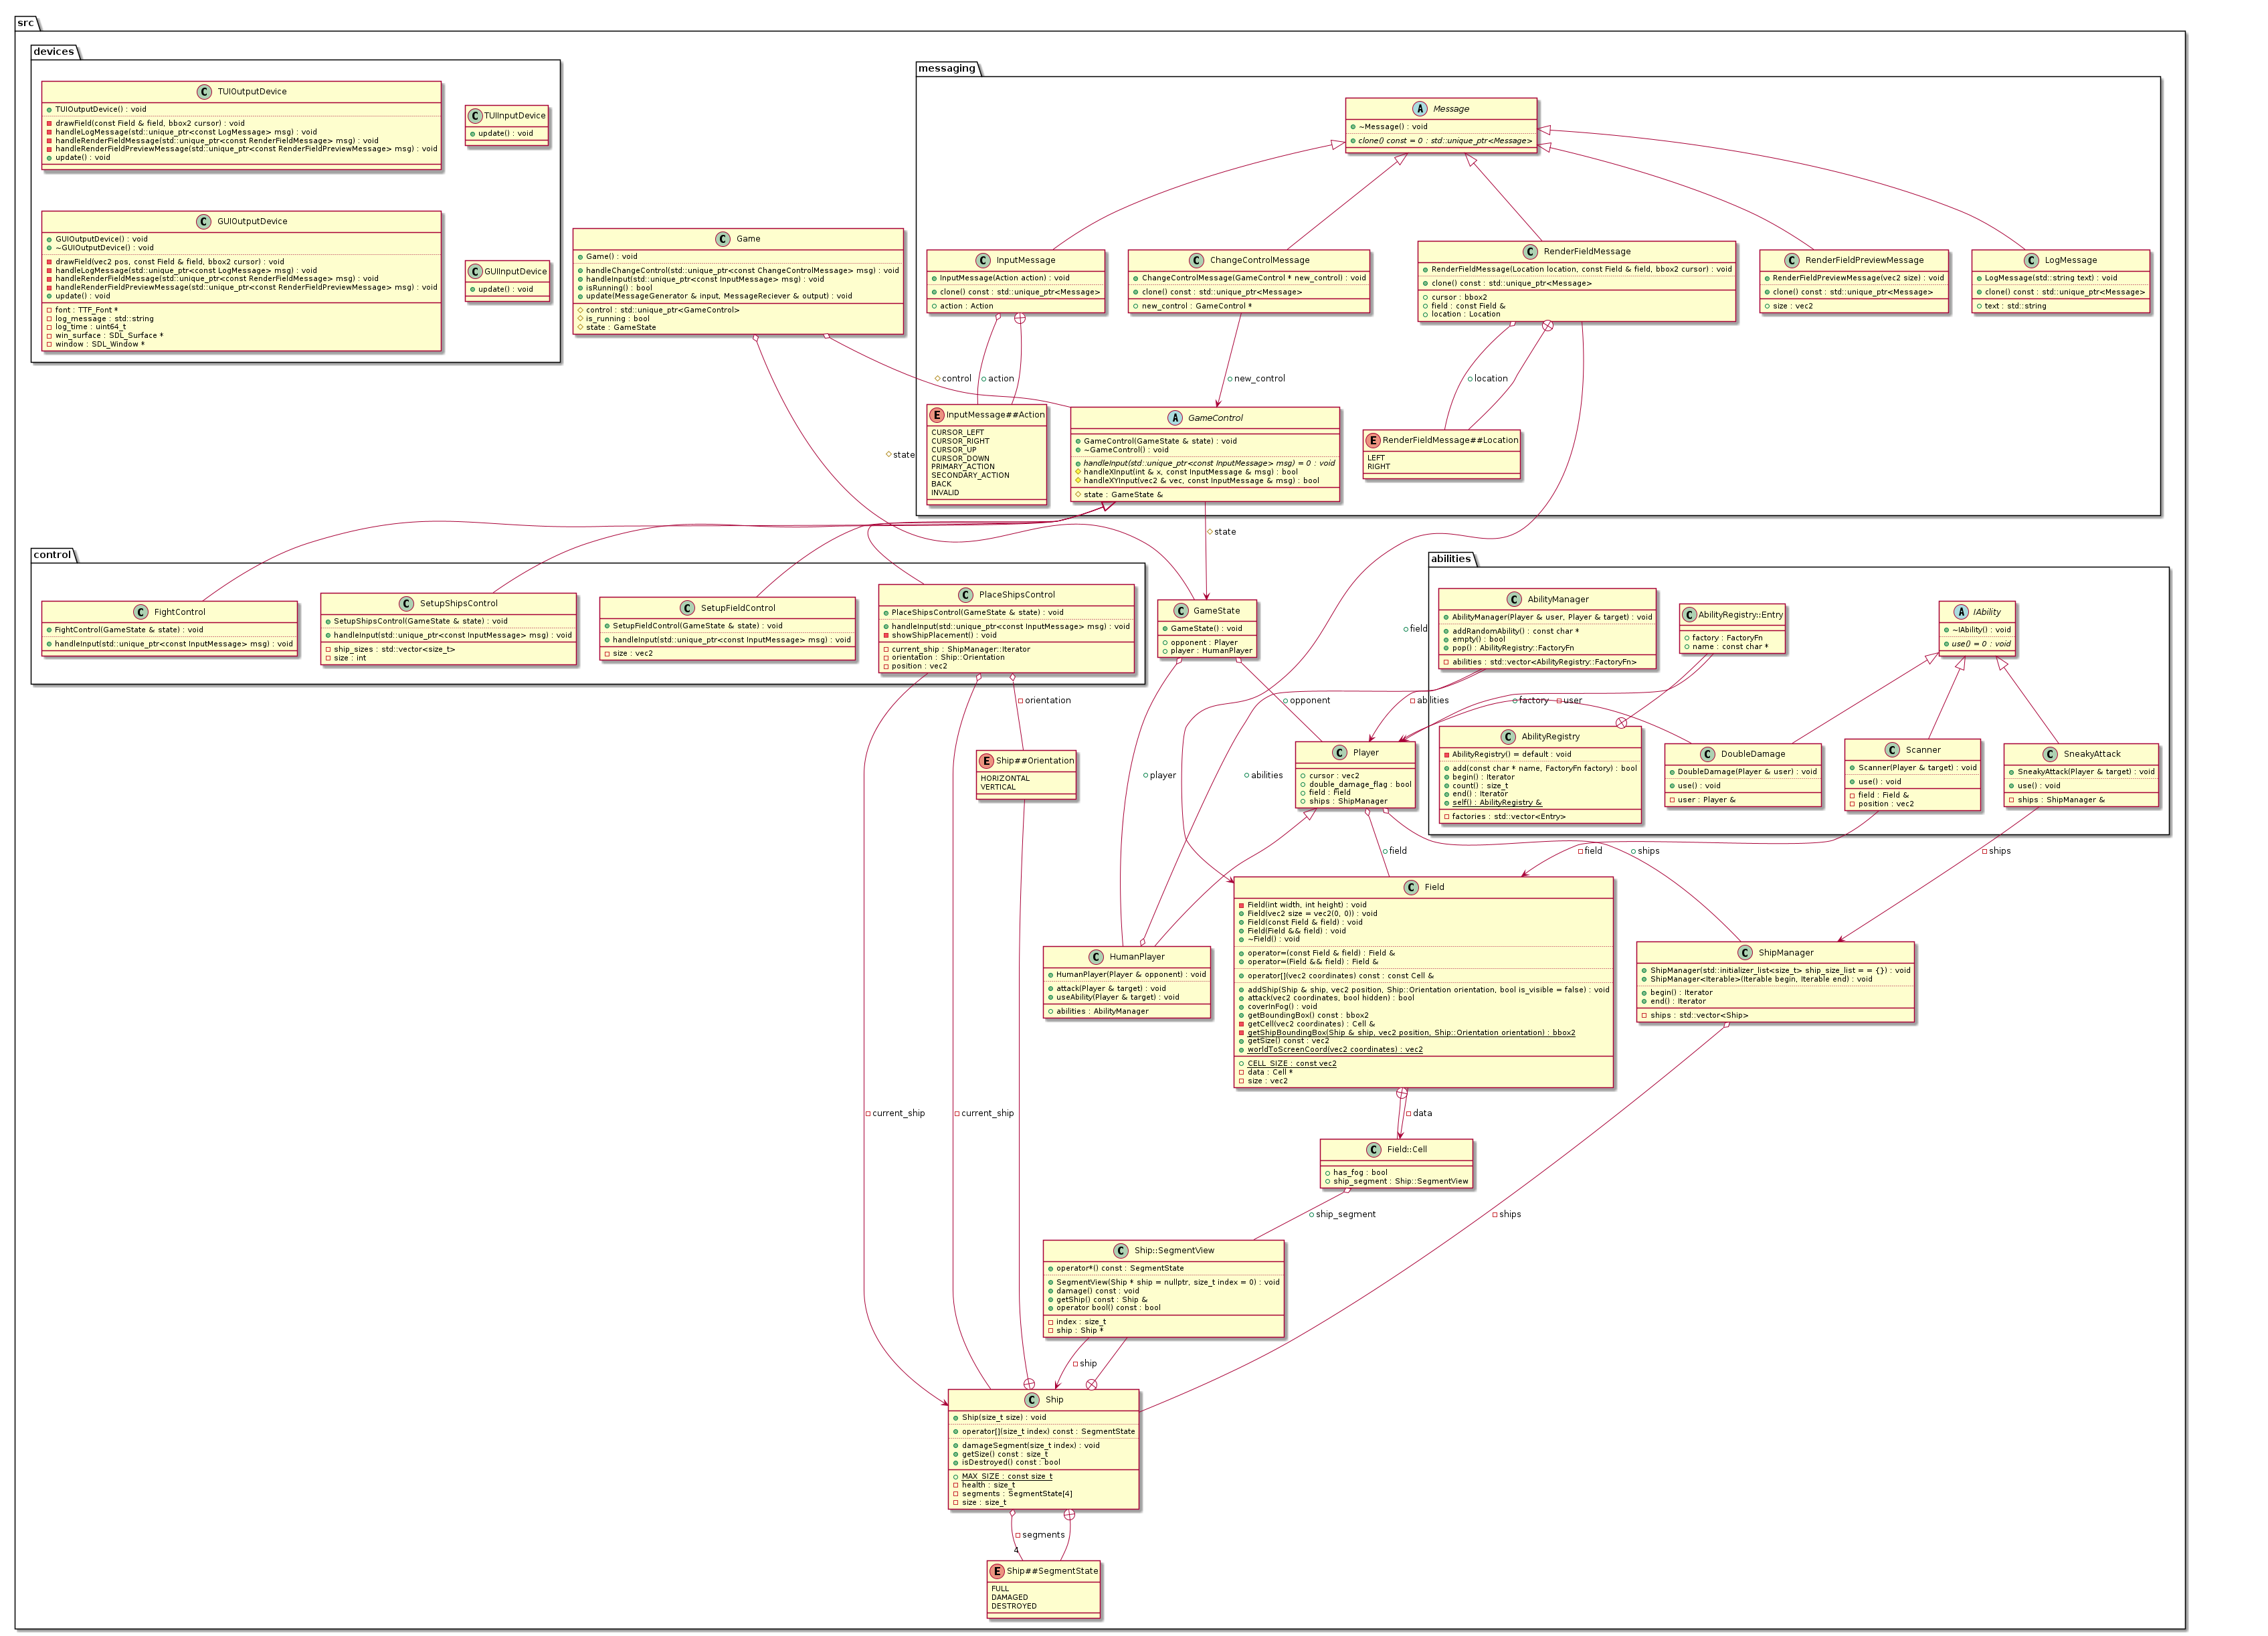 src
devices
TUIOutputDevice
TUIOutputDevice() : void
drawField(const Field & field, bbox2 cursor) : void
handleLogMessage(std::unique_ptr<const LogMessage> msg) : void
handleRenderFieldMessage(std::unique_ptr<const RenderFieldMessage> msg) : void
handleRenderFieldPreviewMessage(std::unique_ptr<const RenderFieldPreviewMessage> msg) : void
update() : void
TUIInputDevice
update() : void
GUIOutputDevice
GUIOutputDevice() : void
~GUIOutputDevice() : void
drawField(vec2 pos, const Field & field, bbox2 cursor) : void
handleLogMessage(std::unique_ptr<const LogMessage> msg) : void
handleRenderFieldMessage(std::unique_ptr<const RenderFieldMessage> msg) : void
handleRenderFieldPreviewMessage(std::unique_ptr<const RenderFieldPreviewMessage> msg) : void
update() : void
font : TTF_Font *
log_message : std::string
log_time : uint64_t
win_surface : SDL_Surface *
window : SDL_Window *
GUIInputDevice
update() : void
Game
Game() : void
handleChangeControl(std::unique_ptr<const ChangeControlMessage> msg) : void
handleInput(std::unique_ptr<const InputMessage> msg) : void
isRunning() : bool
update(MessageGenerator & input, MessageReciever & output) : void
control : std::unique_ptr<GameControl>
is_running : bool
state : GameState
messaging
Message
~Message() : void
clone() const = 0 : std::unique_ptr<Message>
InputMessage
InputMessage(Action action) : void
clone() const : std::unique_ptr<Message>
action : Action
ChangeControlMessage
ChangeControlMessage(GameControl * new_control) : void
clone() const : std::unique_ptr<Message>
new_control : GameControl *
RenderFieldMessage
RenderFieldMessage(Location location, const Field & field, bbox2 cursor) : void
clone() const : std::unique_ptr<Message>
cursor : bbox2
field : const Field &
location : Location
RenderFieldPreviewMessage
RenderFieldPreviewMessage(vec2 size) : void
clone() const : std::unique_ptr<Message>
size : vec2
LogMessage
LogMessage(std::string text) : void
clone() const : std::unique_ptr<Message>
text : std::string
control
action
new_control
location
state
InputMessage##Action
CURSOR_LEFT
CURSOR_RIGHT
CURSOR_UP
CURSOR_DOWN
PRIMARY_ACTION
SECONDARY_ACTION
BACK
INVALID
GameControl
GameControl(GameState & state) : void
~GameControl() : void
handleInput(std::unique_ptr<const InputMessage> msg) = 0 : void
handleXInput(int & x, const InputMessage & msg) : bool
handleXYInput(vec2 & vec, const InputMessage & msg) : bool
state : GameState &
RenderFieldMessage##Location
LEFT
RIGHT
state
control
FightControl
FightControl(GameState & state) : void
handleInput(std::unique_ptr<const InputMessage> msg) : void
SetupShipsControl
SetupShipsControl(GameState & state) : void
handleInput(std::unique_ptr<const InputMessage> msg) : void
ship_sizes : std::vector<size_t>
size : int
SetupFieldControl
SetupFieldControl(GameState & state) : void
handleInput(std::unique_ptr<const InputMessage> msg) : void
size : vec2
PlaceShipsControl
PlaceShipsControl(GameState & state) : void
handleInput(std::unique_ptr<const InputMessage> msg) : void
showShipPlacement() : void
current_ship : ShipManager::Iterator
orientation : Ship::Orientation
position : vec2
GameState
GameState() : void
opponent : Player
player : HumanPlayer
field
abilities
AbilityManager
AbilityManager(Player & user, Player & target) : void
addRandomAbility() : const char *
empty() : bool
pop() : AbilityRegistry::FactoryFn
abilities : std::vector<AbilityRegistry::FactoryFn>
AbilityRegistry::Entry
factory : FactoryFn
name : const char *
IAbility
~IAbility() : void
use() = 0 : void
orientation
opponent
abilities
factory
user
Ship##Orientation
HORIZONTAL
VERTICAL
player
abilities
Player
cursor : vec2
double_damage_flag : bool
field : Field
ships : ShipManager
AbilityRegistry
AbilityRegistry() = default : void
add(const char * name, FactoryFn factory) : bool
begin() : Iterator
count() : size_t
end() : Iterator
self() : AbilityRegistry &
factories : std::vector<Entry>
DoubleDamage
DoubleDamage(Player & user) : void
use() : void
user : Player &
Scanner
Scanner(Player & target) : void
use() : void
field : Field &
position : vec2
SneakyAttack
SneakyAttack(Player & target) : void
use() : void
ships : ShipManager &
field
field
ships
ships
HumanPlayer
HumanPlayer(Player & opponent) : void
attack(Player & target) : void
useAbility(Player & target) : void
abilities : AbilityManager
Field
Field(int width, int height) : void
Field(vec2 size = vec2(0, 0)) : void
Field(const Field & field) : void
Field(Field && field) : void
~Field() : void
operator=(const Field & field) : Field &
operator=(Field && field) : Field &
operator[](vec2 coordinates) const : const Cell &
addShip(Ship & ship, vec2 position, Ship::Orientation orientation, bool is_visible = false) : void
attack(vec2 coordinates, bool hidden) : bool
coverInFog() : void
getBoundingBox() const : bbox2
getCell(vec2 coordinates) : Cell &
getShipBoundingBox(Ship & ship, vec2 position, Ship::Orientation orientation) : bbox2
getSize() const : vec2
worldToScreenCoord(vec2 coordinates) : vec2
CELL_SIZE : const vec2
data : Cell *
size : vec2
ShipManager
ShipManager(std::initializer_list<size_t> ship_size_list = = {}) : void
ShipManager<Iterable>(Iterable begin, Iterable end) : void
begin() : Iterator
end() : Iterator
ships : std::vector<Ship>
current_ship
current_ship
data
Field::Cell
has_fog : bool
ship_segment : Ship::SegmentView
ship_segment
ships
Ship::SegmentView
operator*() const : SegmentState
SegmentView(Ship * ship = nullptr, size_t index = 0) : void
damage() const : void
getShip() const : Ship &
operator bool() const : bool
index : size_t
ship : Ship *
ship
Ship
Ship(size_t size) : void
operator[](size_t index) const : SegmentState
damageSegment(size_t index) : void
getSize() const : size_t
isDestroyed() const : bool
MAX_SIZE : const size_t
health : size_t
segments : SegmentState[4]
size : size_t
segments
4
Ship##SegmentState
FULL
DAMAGED
DESTROYED